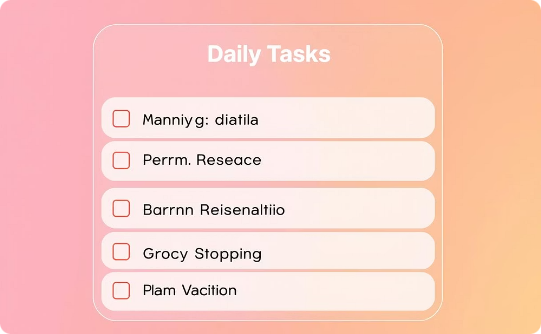 Daily Tasks
Manniyg: diatila
Perrm. Reseace
Barrnn Reisenaltiio
Grocy Stopping
Plam Vacition